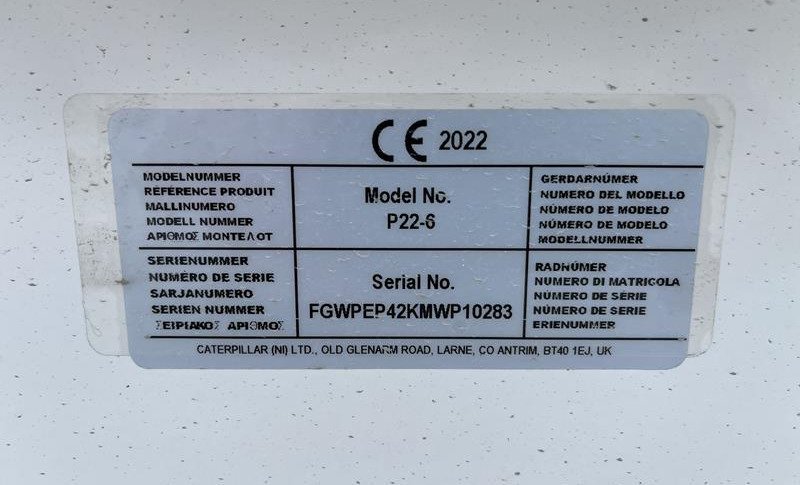 CE 2022
MODELNUMMER
RÉFÉRENCE PRODUIT
MALLINUMERO
MODELL NUMMER
ΑΡΙΘΜΟΣ ΜΟΝΤΕΛΟΤ
Model No.
P22-6
GERDARNÚMER
NUMERO DEL MODELLO
NÚMERO DE MODELO
NÚMERO DE MODELO
MODELLNUMMER
SERIENUMMER
NUMÉRO DE SERIE
SARJANUMERO
SERIEN NUMMER
ΣΕΙΡΙΑΚΟΣ ΑΡΙΘΜΟΣ
Serial No.
FGWPEP42KMWP10283
RADNÚMER
NUMERO DI MATRICOLA
NÚMERO DE SÉRIE
NÚMERO DE SERIE
ERIENUMMER
CATERPILLAR (NI) LTD., OLD GLENARM ROAD, LARNE, CO ANTRIM, BT40 1EJ, UK